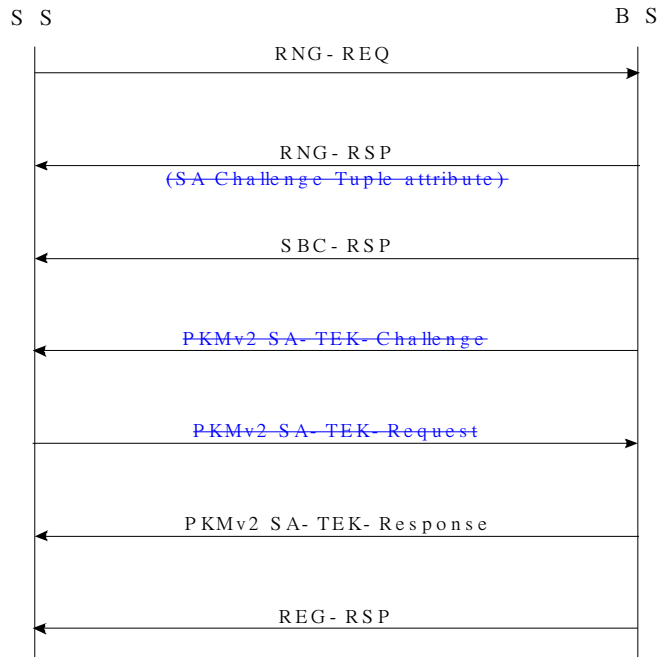 SS BS
RNG-REQ
RNG-RSP
(SA Challenge Tuple attribute)
SBC-RSP
PKMv2 SA-TEK-Challenge
PKMv2 SA-TEK-Request
PKMv2 SA-TEK-Response
REG-RSP